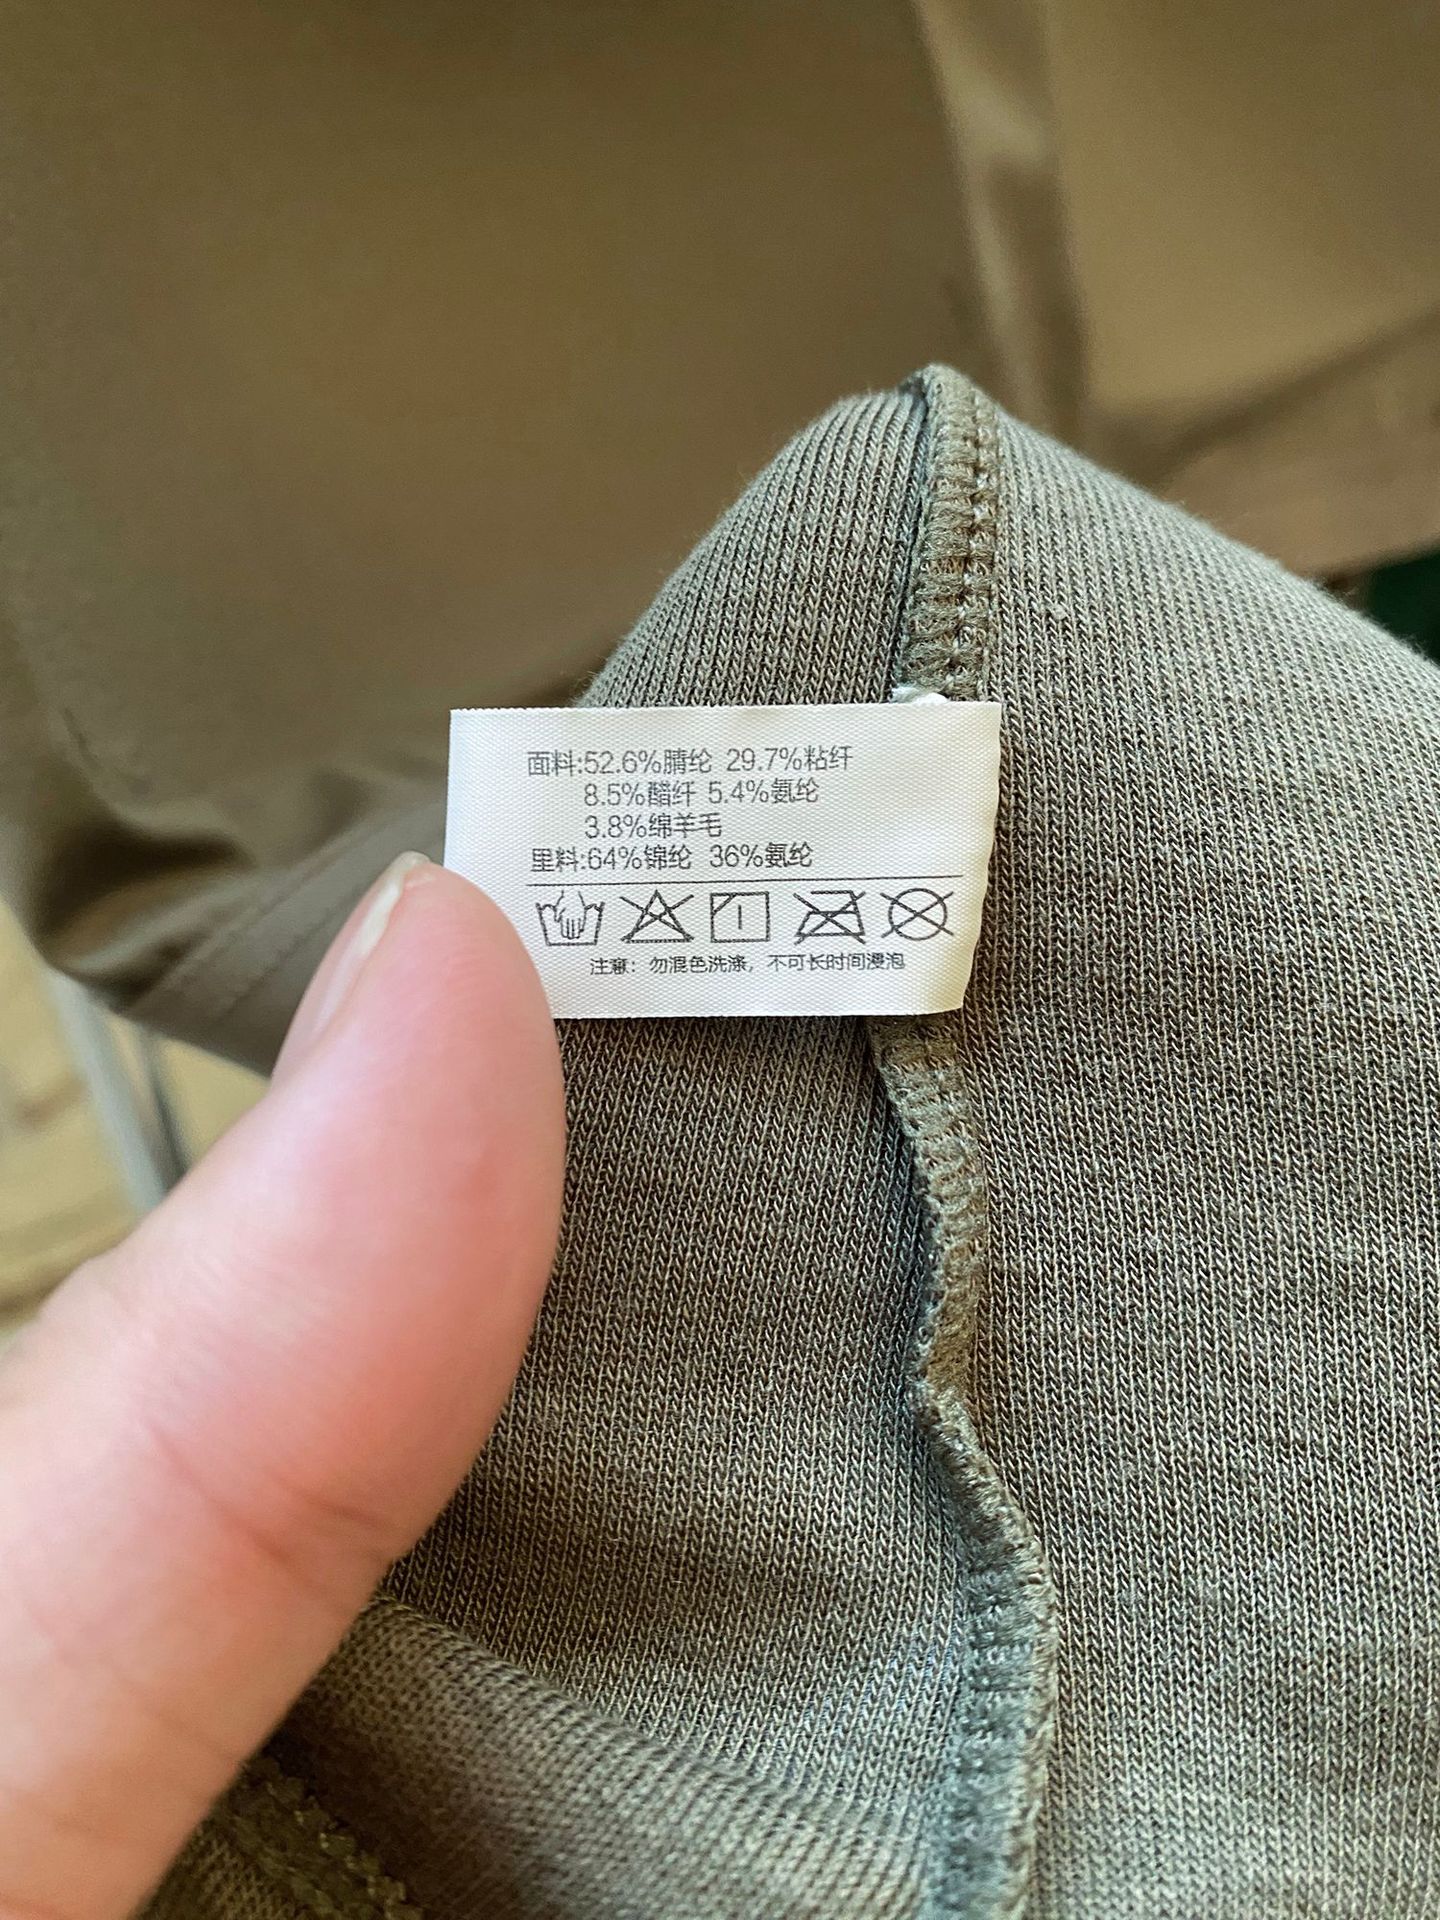 面料:52.6%腈纶 29.7%粘纤
8.5%醋纤 5.4%氨纶
3.8%绵羊毛
里料:64%锦纶 36%氨纶
注意：勿混色洗涤，不可长时间浸泡